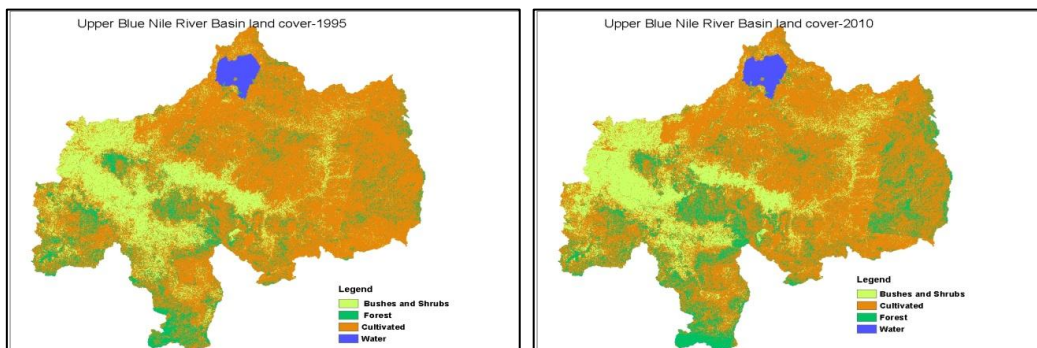 Upper Blue Nile River Basin land cover-1995
Legend
Bushes and Shrubs
Forest
Cultivated
Water
Upper Blue Nile River Basin land cover-2010
Legend
Bushes and Shrubs
Cultivated
Forest
Water